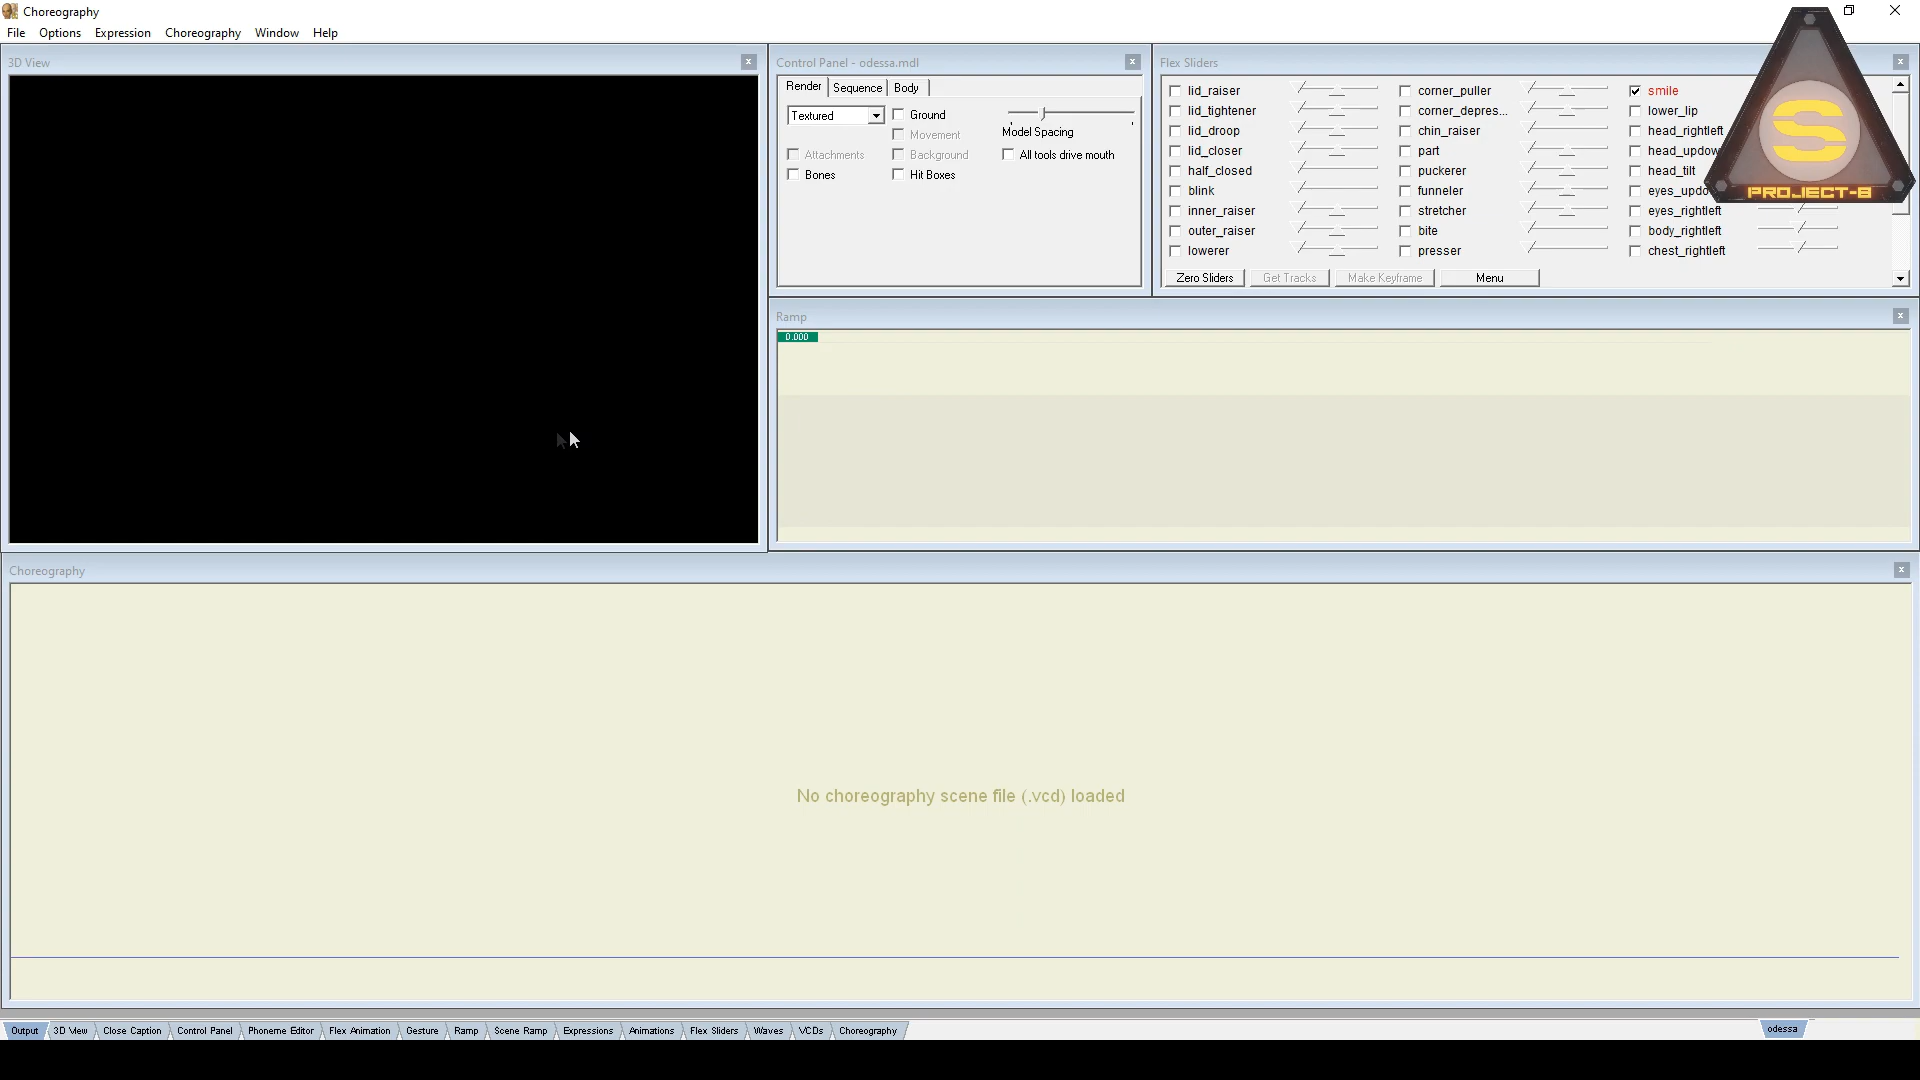 Choreography
File Options Expression Choreography Window Help
3D View
Control Panel - odessa.mdl
Render Sequence Body
Textured
Ground
Movement
Model Spacing
Attachments
Background
All tools drive mouth
Bones
Hit Boxes
Flex Sliders
lid_raiser corner_puller smile
lid_tightener corner_depres... lower_lip
lid_droop chin_raiser head_rightleft
lid_closer part head_updow
half_closed puckerer head_tilt
blink funneler eyes_updo
inner_raiser stretcher eyes_rightleft
outer_raiser bite body_rightleft
lowerer presser chest_rightleft
Zero Sliders Get Tracks Make Keyframe Menu
S
PROJECT-8
Ramp
0.000
Choreography
No choreography scene file (.vcd) loaded
Output 3D View Close Caption Control Panel Phoneme Editor Flex Animation Gesture Ramp Scene Ramp Expressions Animations Flex Sliders Waves VCDs Choreography
odessa